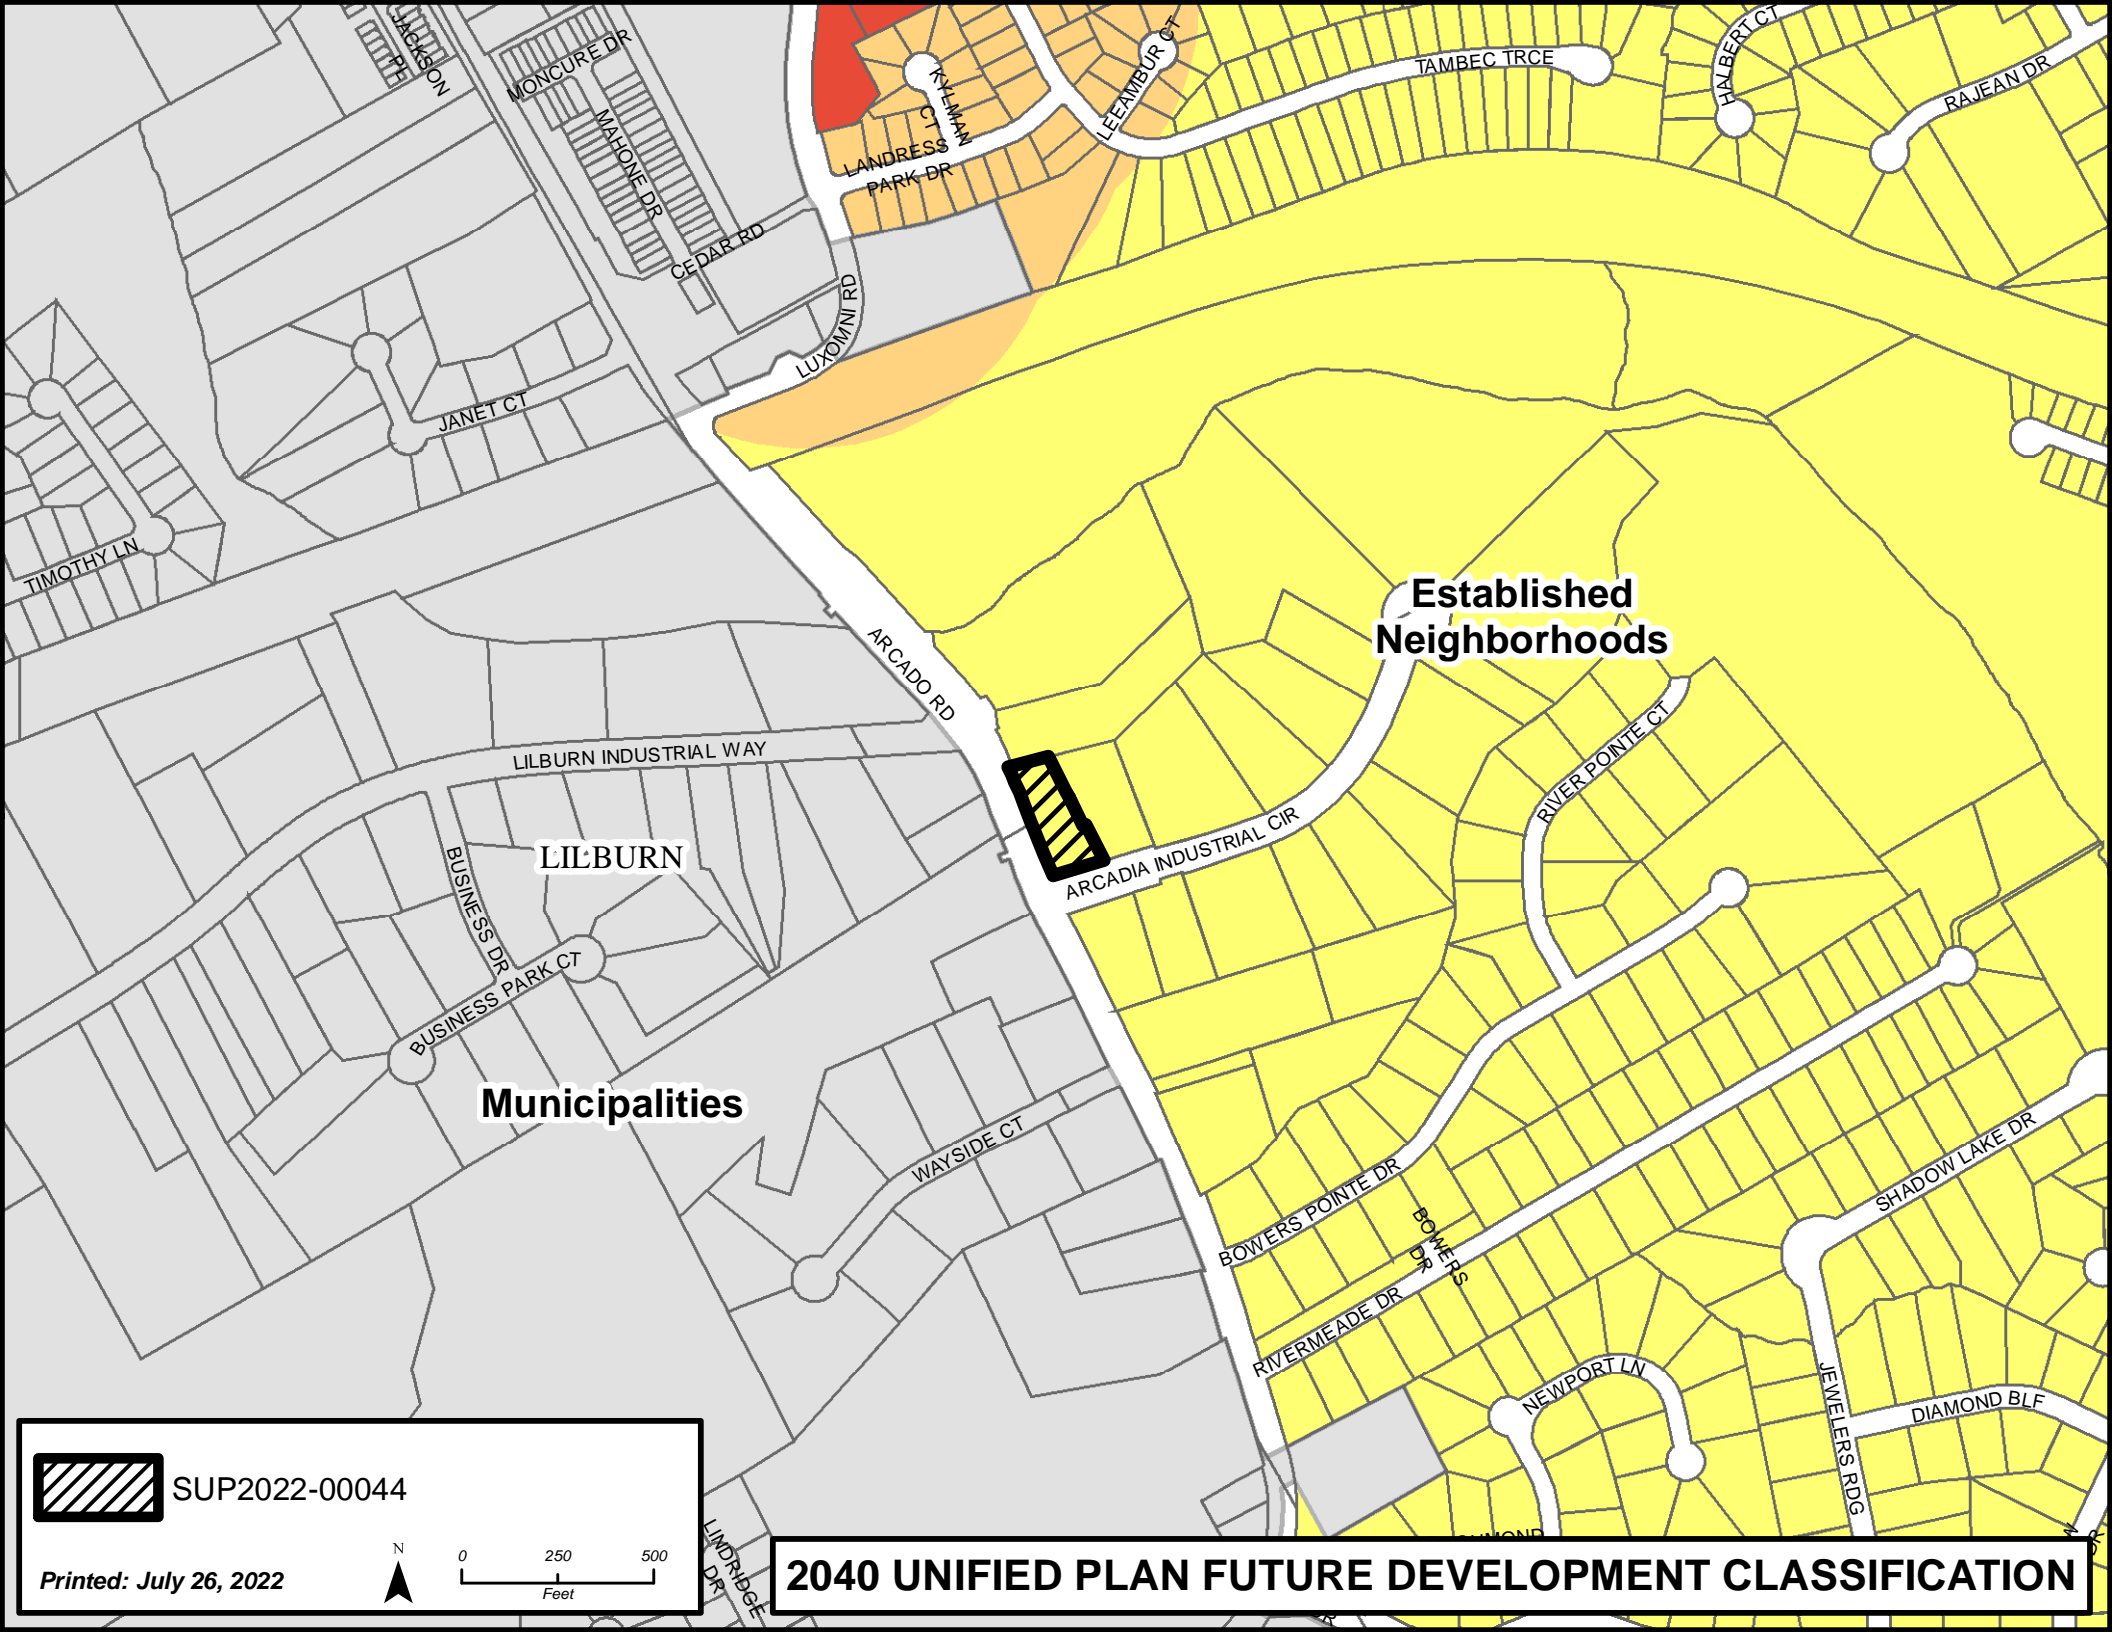 JACKSON
PL
MONCURE DR
MAHONE DR
CEDAR RD
KYLMAN
CT
LANDRESS
PARK DR
LEEAMBUR CT
TAMBEC TRCE
HALBERT CT
RAJEAN DR
LUXOMNI RD
JANET CT
TIMOTHY LN
ARCADO RD
Established
Neighborhoods
LILBURN INDUSTRIAL WAY
RIVER POINTE CT
ARCADIA INDUSTRIAL CIR
LILBURN
BUSINESS DR
BUSINESS PARK CT
Municipalities
WAYSIDE CT
BOWERS POINTE DR
BOWERS
DR
SHADOW LAKE DR
RIVERMEADE DR
NEWPORT LN
JEWELERS RDG
DIAMOND BLF
LINDRIDGE
DR
SUP2022-00044
N
0 250 500
Feet
Printed: July 26, 2022
2040 UNIFIED PLAN FUTURE DEVELOPMENT CLASSIFICATION